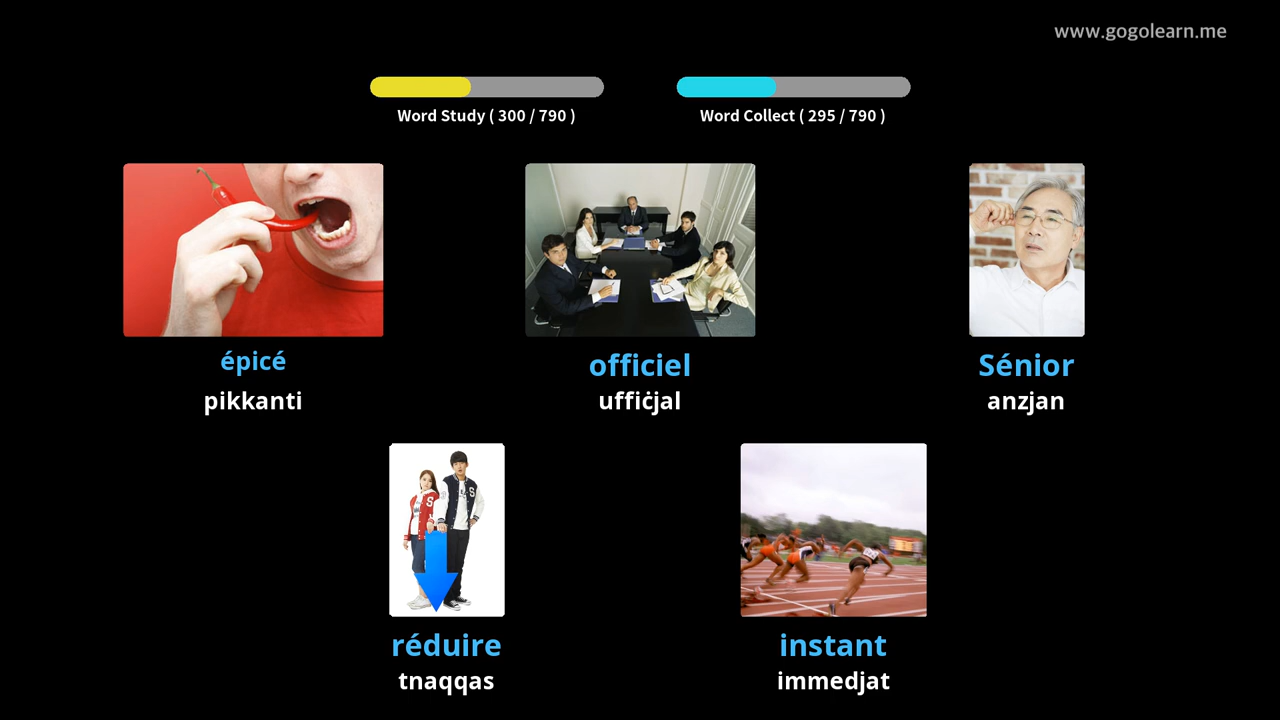 www.gogolearn.me
Word Study ( 300 / 790 )
Word Collect ( 295 / 790 )
épicé
pikkanti
officiel
uffiċjal
Sénior
anzjan
réduire
tnaqqas
instant
immedjat